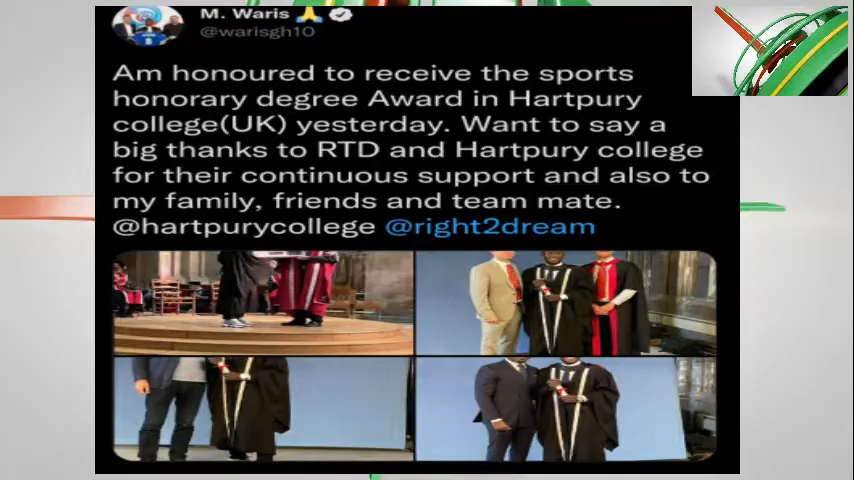 M. Waris 🙏
@warisgh10
Am honoured to receive the sports
honorary degree Award in Hartpury
college(UK) yesterday. Want to say a
big thanks to RTD and Hartpury college
for their continuous support and also to
my family, friends and team mate.
@hartpurycollege @right2dream